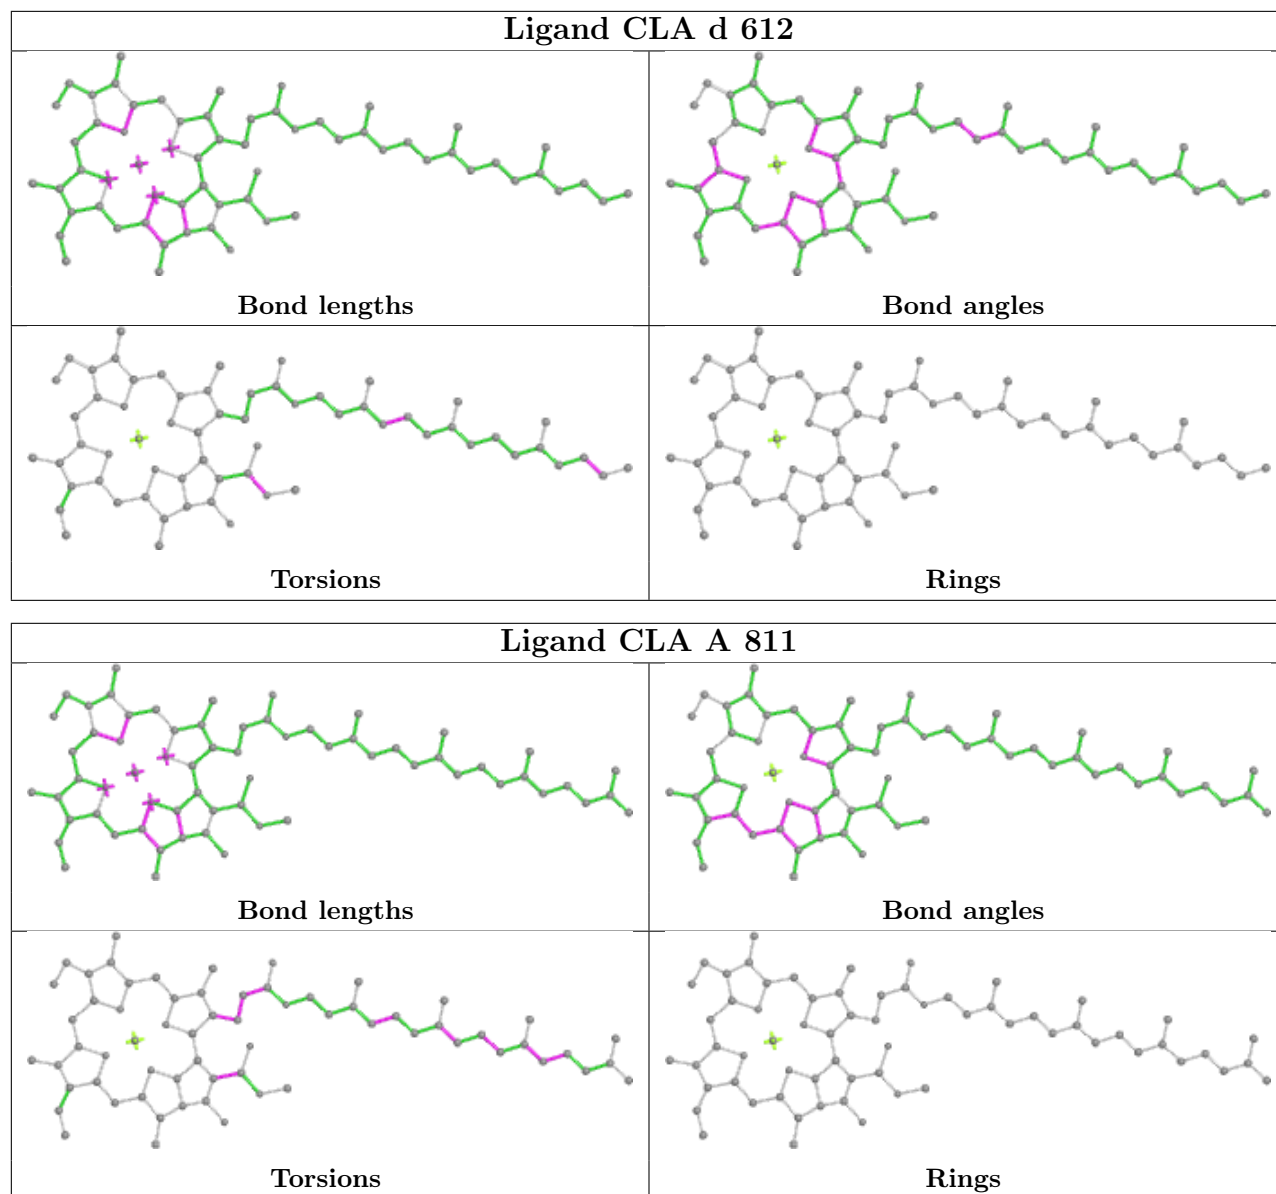 Ligand CLA d 612
Bond lengths
Bond angles
Torsions
Rings
Ligand CLA A 811
Bond lengths
Bond angles
Torsions
Rings